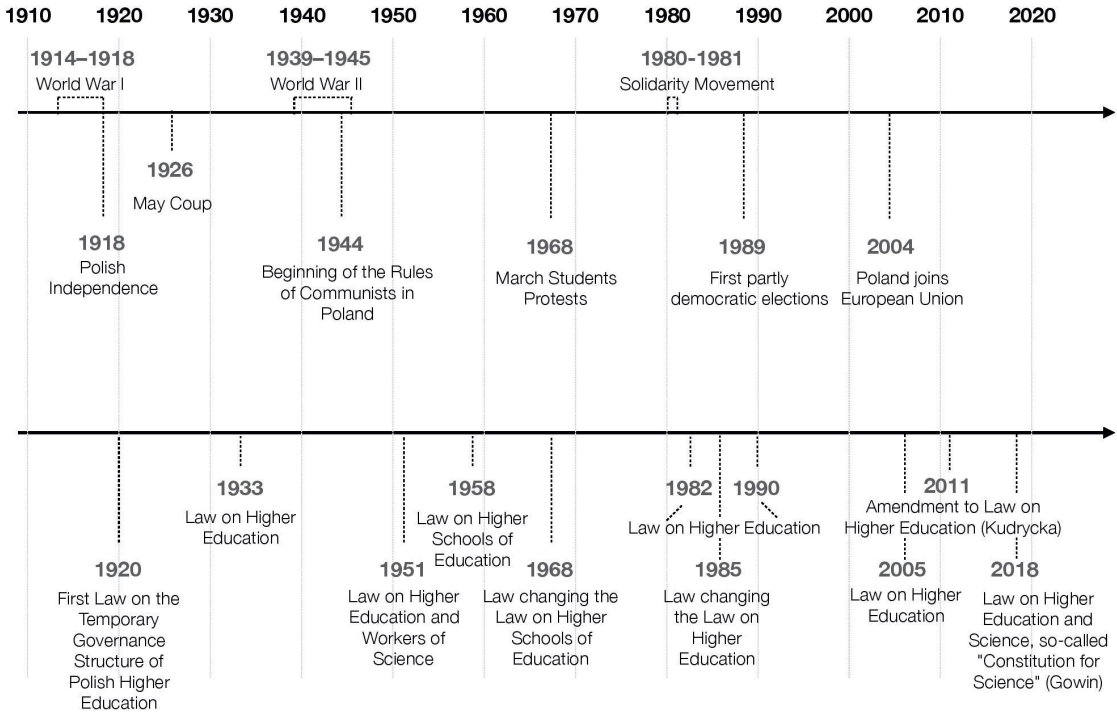 1910 1920 1930 1940 1950 1960 1970 1980 1990 2000 2010 2020
1914–1918
World War I
1939–1945
World War II
1980-1981
Solidarity Movement
1926
May Coup
1918
Polish
Independence
1944
Beginning of the Rules
of Communists in
Poland
1968
March Students
Protests
1989
First partly
democratic elections
2004
Poland joins
European Union
1933
Law on Higher
Education
1958
Law on Higher
Schools of
Education
1982 1990
Law on Higher Education
2011
Amendment to Law on
Higher Education (Kudrycka)
1920
First Law on the
Temporary
Governance
Structure of
Polish Higher
Education
1951
Law on Higher
Education and
Workers of
Science
1968
Law changing the
Law on Higher
Schools of
Education
1985
Law changing
the Law on
Higher
Education
2005
Law on Higher
Education
2018
Law on Higher
Education and
Science, so-called
"Constitution for
Science" (Gowin)